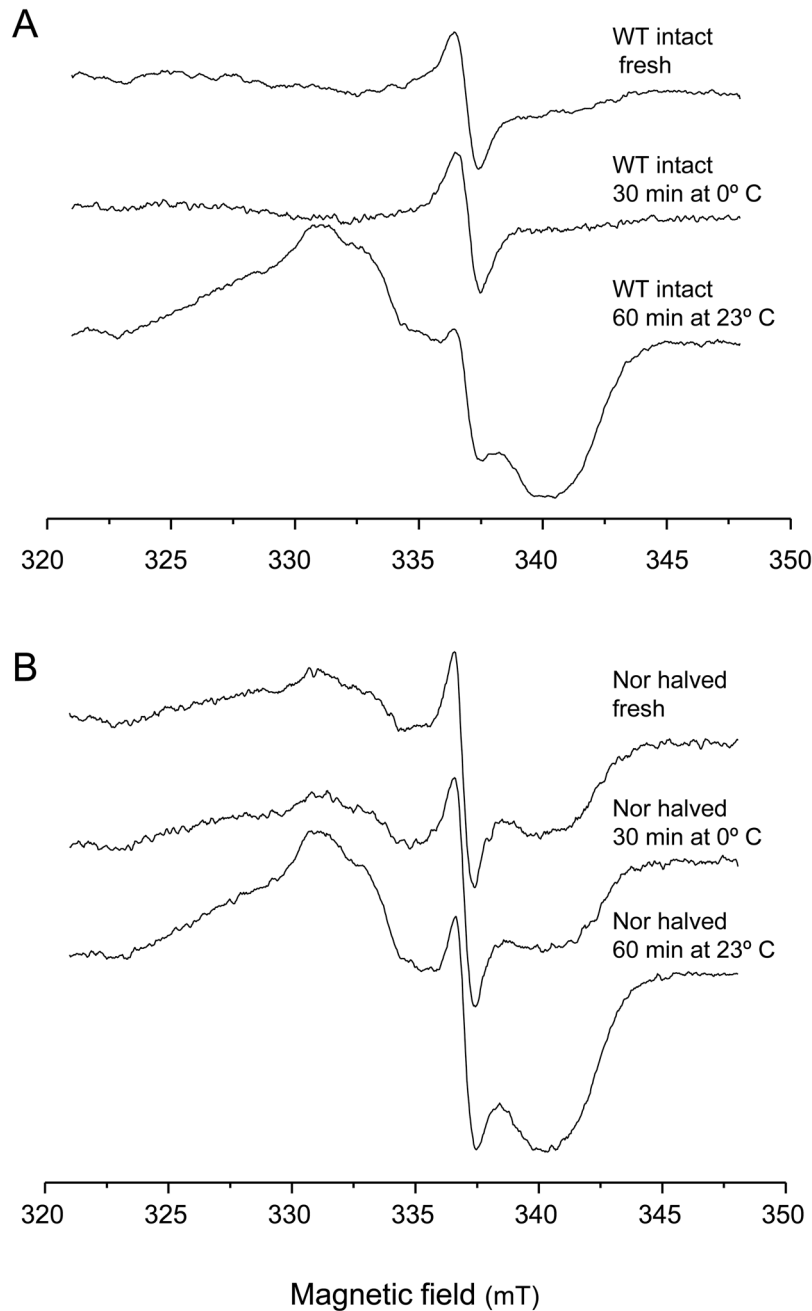 A
WT intact
fresh
WT intact
30 min at 0º C
WT intact
60 min at 23º C
320 325 330 335 340 345 350
B
Nor halved
fresh
Nor halved
30 min at 0º C
Nor halved
60 min at 23º C
320 325 330 335 340 345 350
Magnetic field (mT)